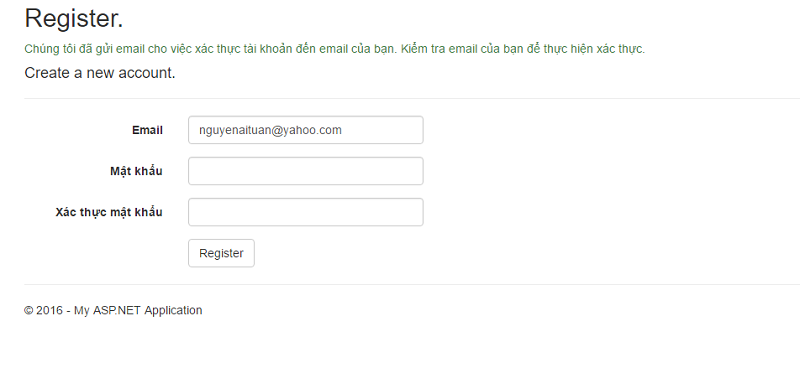 Register.
Chúng tôi đã gửi email cho việc xác thực tài khoản đến email của bạn. Kiểm tra email của bạn để thực hiện xác thực.
Create a new account.
Email nguyenaituan@yahoo.com
Mật khẩu
Xác thực mật khẩu
Register
© 2016 - My ASP.NET Application